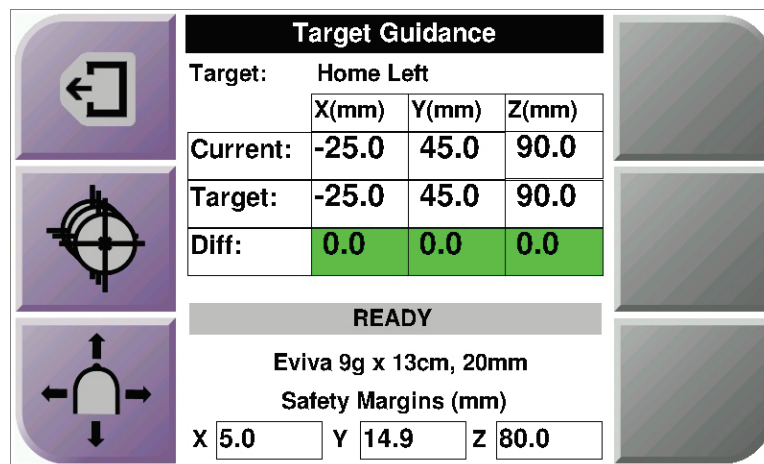 Target Guidance
Target: Home Left
X(mm) Y(mm) Z(mm)
Current: -25.0 45.0 90.0
Target: -25.0 45.0 90.0
Diff: 0.0 0.0 0.0
READY
Eviva 9g x 13cm, 20mm
Safety Margins (mm)
X 5.0 Y 14.9 Z 80.0